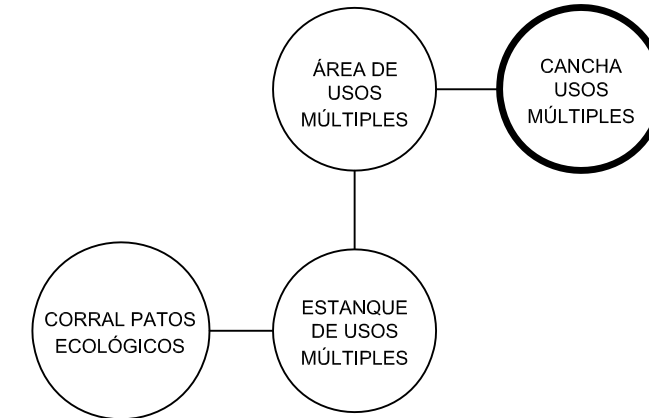 ÁREA DE
USOS
MÚLTIPLES
CANCHA
USOS
MÚLTIPLES
CORRAL PATOS
ECOLÓGICOS
ESTANQUE
DE USOS
MÚLTIPLES